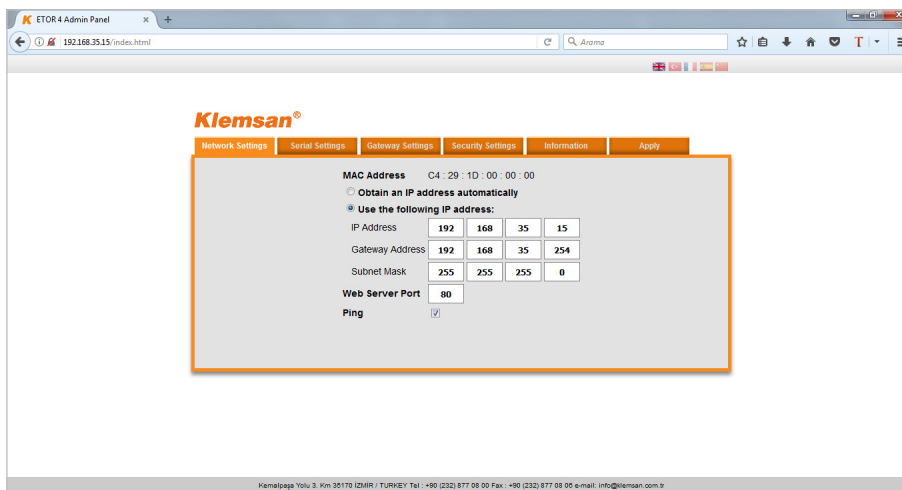 K ETOR 4 Admin Panel
192.168.35.15/index.html
Arama
Klemsan®
Network Settings Serial Settings Gateway Settings Security Settings Information Apply
MAC Address C4 : 29 : 1D : 00 : 00 : 00
Obtain an IP address automatically
Use the following IP address:
IP Address 192 168 35 15
Gateway Address 192 168 35 254
Subnet Mask 255 255 255 0
Web Server Port 80
Ping
Kemalpaşa Yolu 3. Km 35170 İZMİR / TURKEY Tel : +90 (232) 877 08 00 Fax : +90 (232) 877 08 06 e-mail: info@klemsan.com.tr